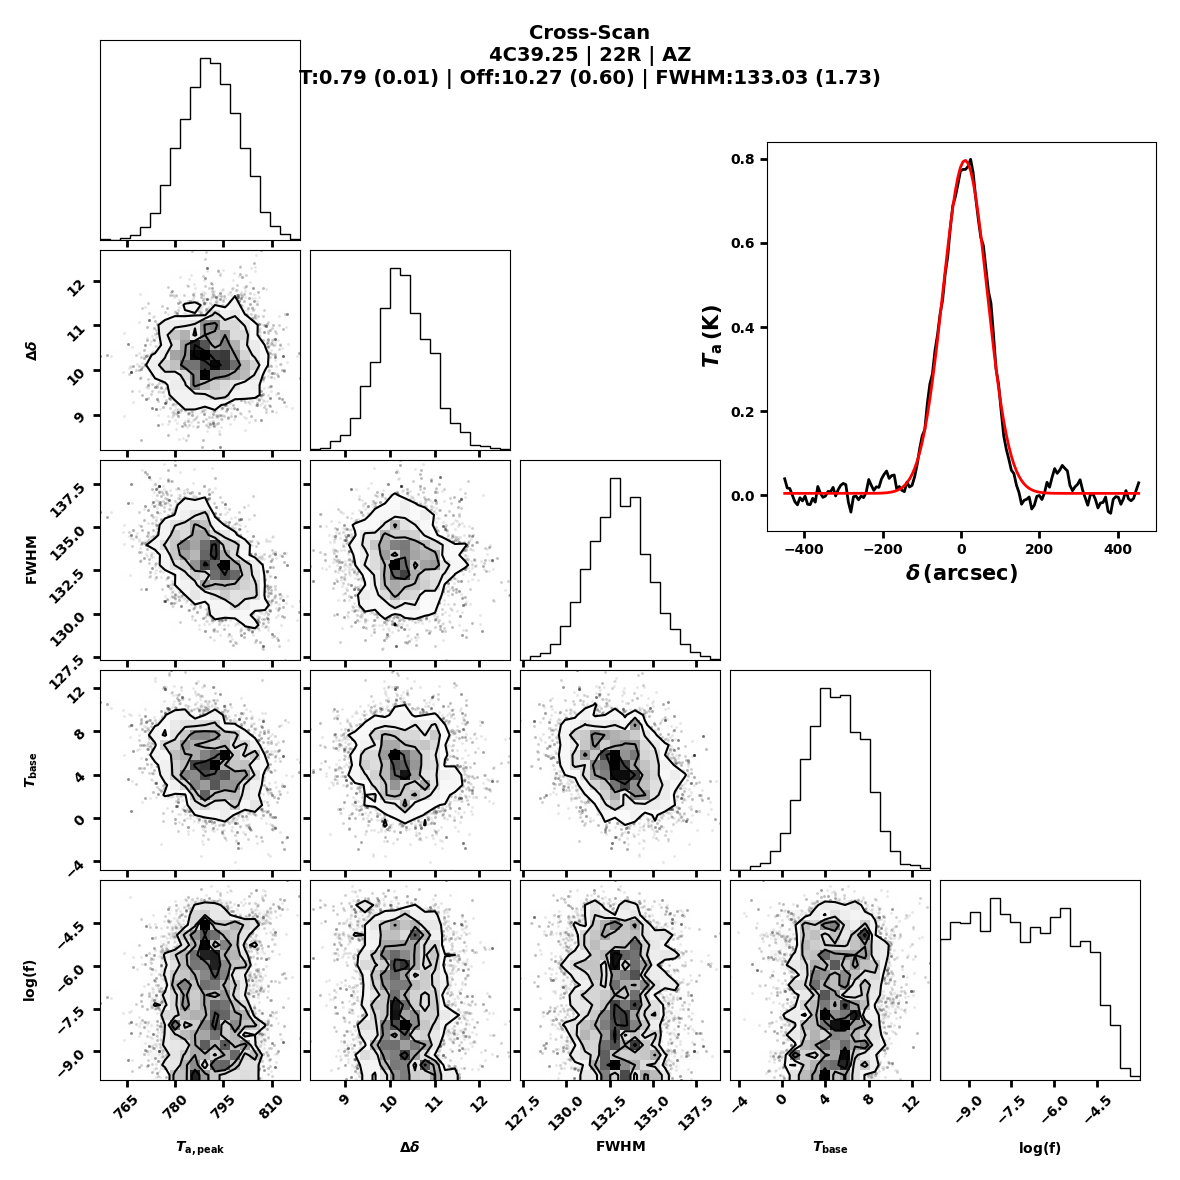 Cross-Scan
4C39.25 | 22R | AZ
T:0.79 (0.01) | Off:10.27 (0.60) | FWHM:133.03 (1.73)
0.8
0.6
0.4
0.2
0.0
Ta (K)
−400 −200 0 200 400
δ (arcsec)
12
11
10
9
Δδ
137.5
135.0
132.5
130.0
127.5
FWHM
12
8
4
0
−4
Tbase
−4.5
−6.0
−7.5
−9.0
log(f)
765 780 795 810 9 10 11 12 127.5 130.0 132.5 135.0 137.5 −4 0 4 8 12 −9.0 −7.5 −6.0 −4.5
Ta,peak Δδ FWHM Tbase log(f)